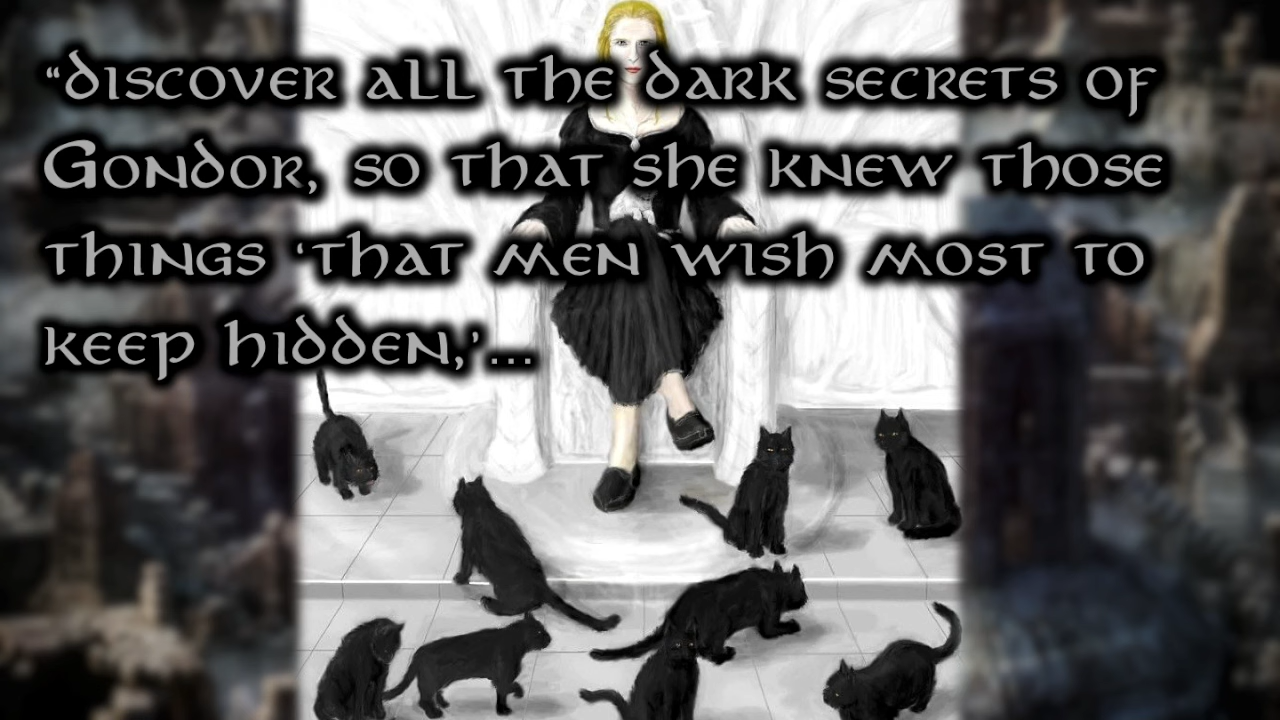 “discover all the dark secrets of
Gondor, so that she knew those
things ‘that men wish most to
keep hidden,’...